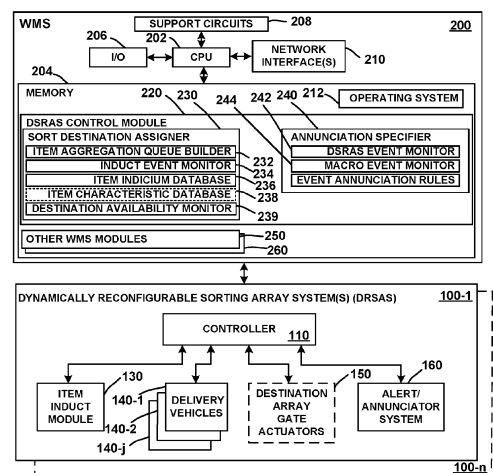 WMS
SUPPORT CIRCUITS
208
200
206
202
I/O
CPU
NETWORK
INTERFACE(S)
210
204
MEMORY
220
230
244
242
240
212
OPERATING SYSTEM
DSRAS CONTROL MODULE
SORT DESTINATION ASSIGNER
ITEM AGGREGATION QUEUE BUILDER
232
INDUCT EVENT MONITOR
234
ITEM INDICIUM DATABASE
236
ITEM CHARACTERISTIC DATABASE
238
DESTINATION AVAILABILITY MONITOR
239
ANNUNCIATION SPECIFIER
DSRAS EVENT MONITOR
MACRO EVENT MONITOR
EVENT ANNUNCIATION RULES
OTHER WMS MODULES
250
260
DYNAMICALLY RECONFIGURABLE SORTING ARRAY SYSTEM(S) (DRSAS)
100-1
CONTROLLER
110
130
ITEM
INDUCT
MODULE
140-1
140-2
140-j
DELIVERY
VEHICLES
150
DESTINATION
ARRAY
GATE
ACTUATORS
160
ALERT/
ANNUNCIATOR
SYSTEM
100-n